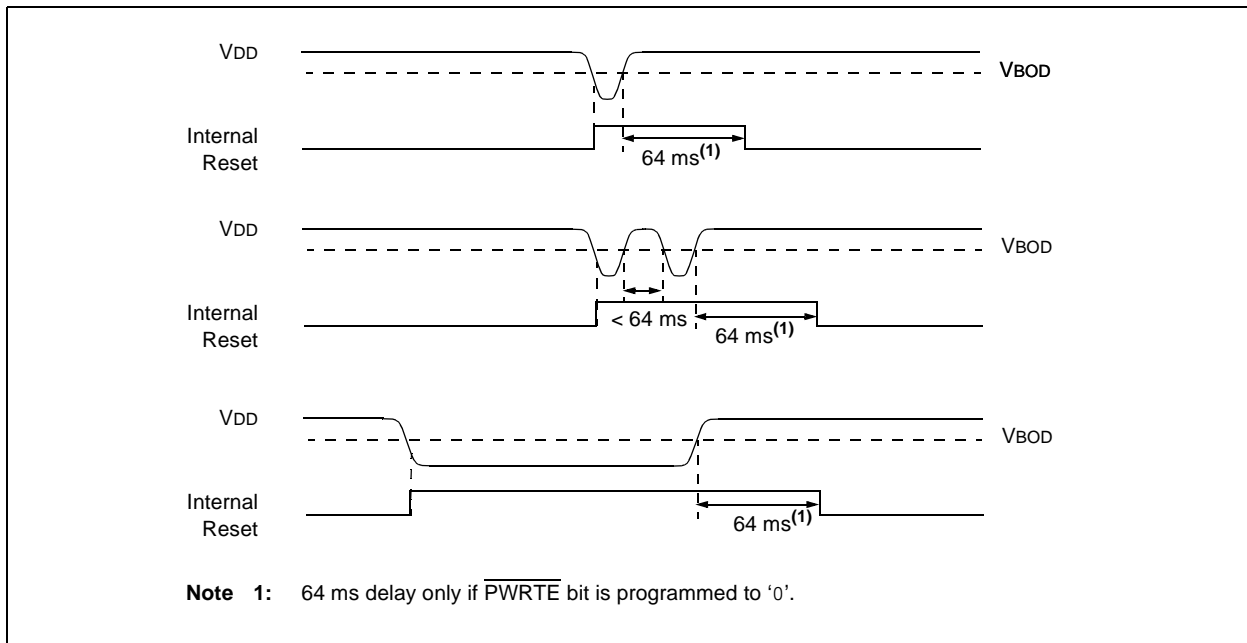 VDD
VBOD
Internal
Reset
64 ms(1)
VDD
VBOD
Internal
Reset
< 64 ms
64 ms(1)
VDD
VBOD
Internal
Reset
64 ms(1)
Note 1: 64 ms delay only if PWRTE bit is programmed to ‘0’.